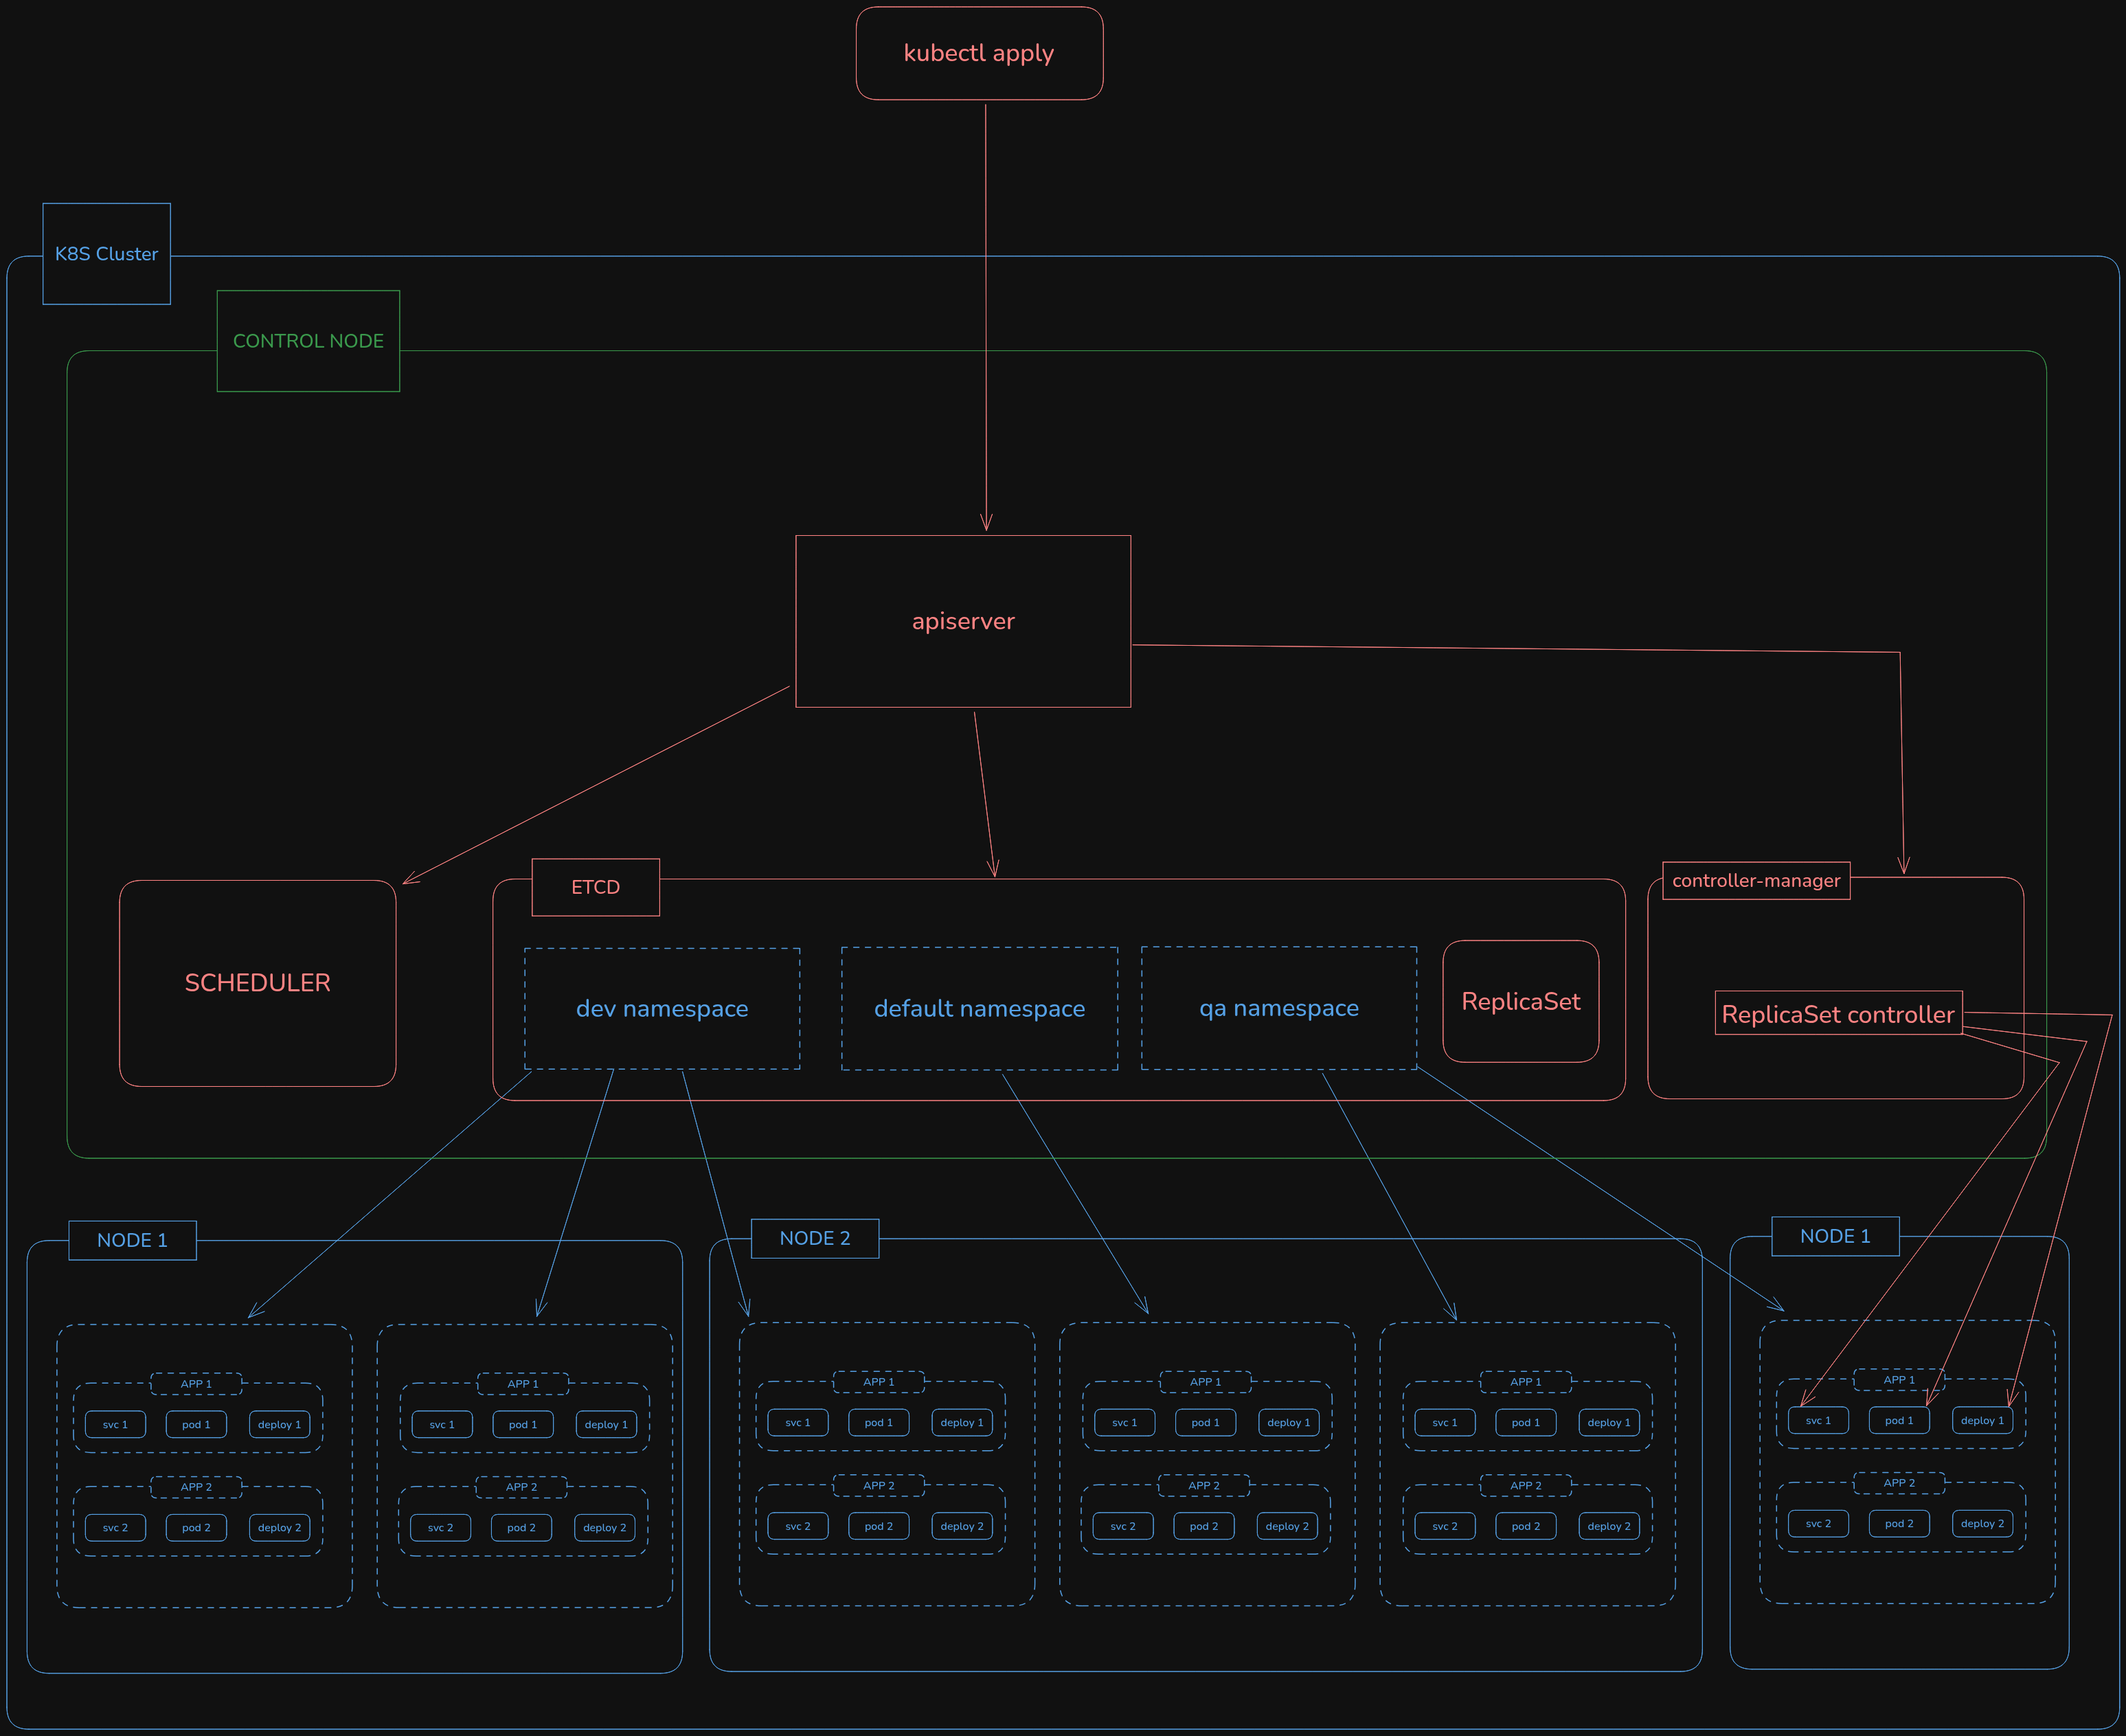 kubectl apply
K8S Cluster
CONTROL NODE
apiserver
SCHEDULER
ETCD
dev namespace
default namespace
qa namespace
ReplicaSet
controller-manager
ReplicaSet controller
NODE 1
APP 1
svc 1
pod 1
deploy 1
APP 2
svc 2
pod 2
deploy 2
APP 1
svc 1
pod 1
deploy 1
APP 2
svc 2
pod 2
deploy 2
NODE 2
APP 1
svc 1
pod 1
deploy 1
APP 2
svc 2
pod 2
deploy 2
APP 1
svc 1
pod 1
deploy 1
APP 2
svc 2
pod 2
deploy 2
APP 1
svc 1
pod 1
deploy 1
APP 2
svc 2
pod 2
deploy 2
NODE 1
APP 1
svc 1
pod 1
deploy 1
APP 2
svc 2
pod 2
deploy 2